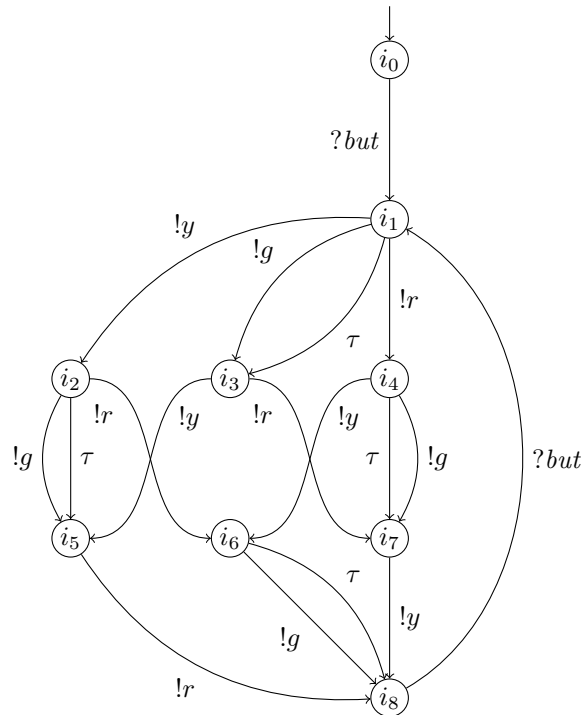 i₀
?but
i₁
!y
!g
!r
τ
i₂
i₃
i₄
!r
!y
!r
!y
!g
τ
τ
!g
?but
i₅
i₆
i₇
τ
!y
!g
!r
i₈